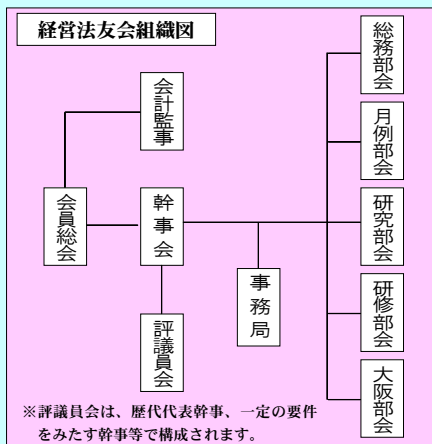 経営法友会組織図
会計監事
会員総会
幹事会
評議員会
事務局
総務部会
月例部会
研究部会
研修部会
大阪部会
※評議員会は、歴代代表幹事、一定の要件
をみたす幹事等で構成されます。